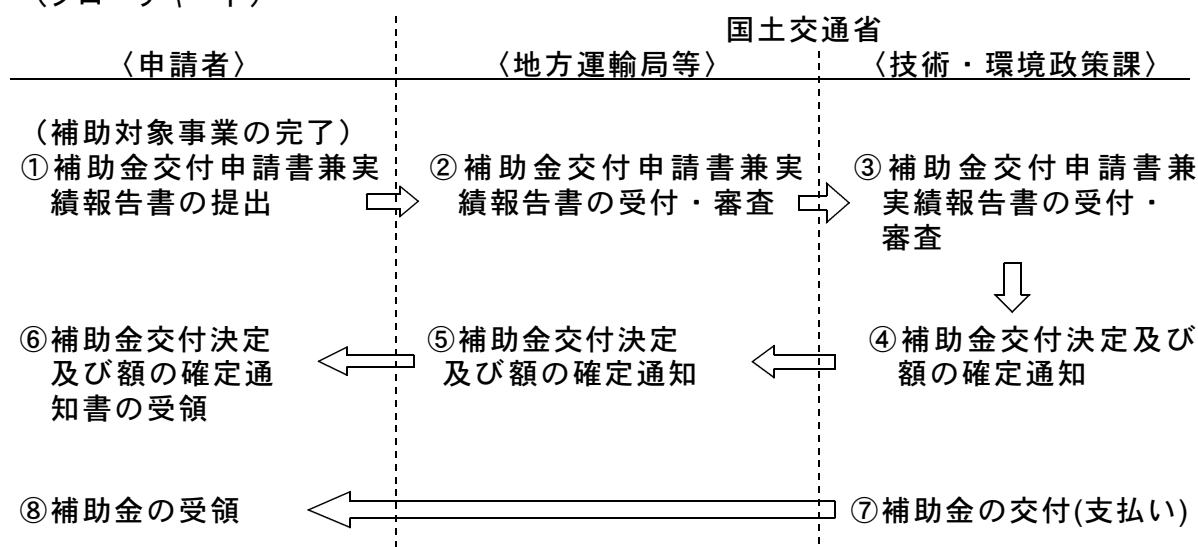 （フローチャート）
国土交通省
〈申請者〉 〈地方運輸局等〉 〈技術・環境政策課〉
（補助対象事業の完了）
①補助金交付申請書兼実
績報告書の提出
②補助金交付申請書兼実
績報告書の受付・審査
③補助金交付申請書兼
実績報告書の受付・
審査
④補助金交付決定及び
額の確定通知
⑤補助金交付決定
及び額の確定通知
⑥補助金交付決定
及び額の確定通
知書の受領
⑦補助金の交付(支払い)
⑧補助金の受領